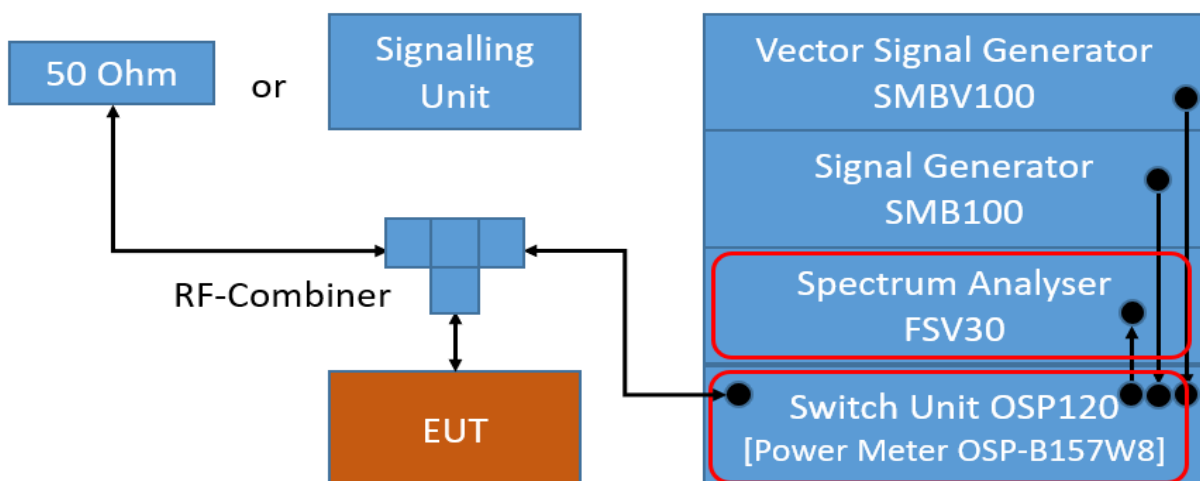 50 Ohm
or
Signalling
Unit
Vector Signal Generator
SMBV100
Signal Generator
SMB100
RF-Combiner
Spectrum Analyser
FSV30
EUT
Switch Unit OSP120
[Power Meter OSP-B157W8]